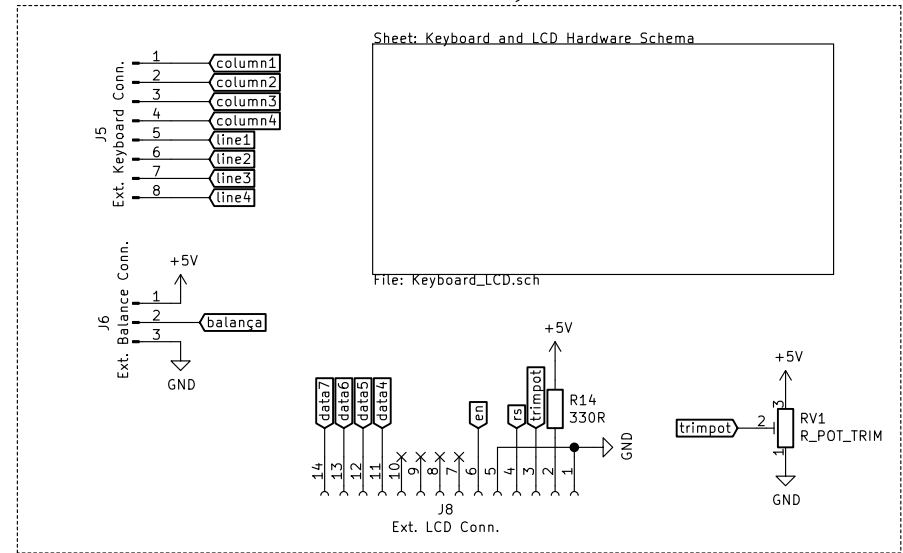 Sheet: Keyboard and LCD Hardware Schema
File: Keyboard_LCD.sch
J5
Ext. Keyboard Conn.
1 column1
2 column2
3 column3
4 column4
5 line1
6 line2
7 line3
8 line4
J6
Ext. Balance Conn.
+5V
1
2 balança
3
GND
+5V
R14
330R
data7
data6
data5
data4
en
rs
trimpot
GND
14 13 12 11 10 9 8 7 6 5 4 3 2 1
J8
Ext. LCD Conn.
+5V
3
trimpot 2
RV1
R_POT_TRIM
1
GND